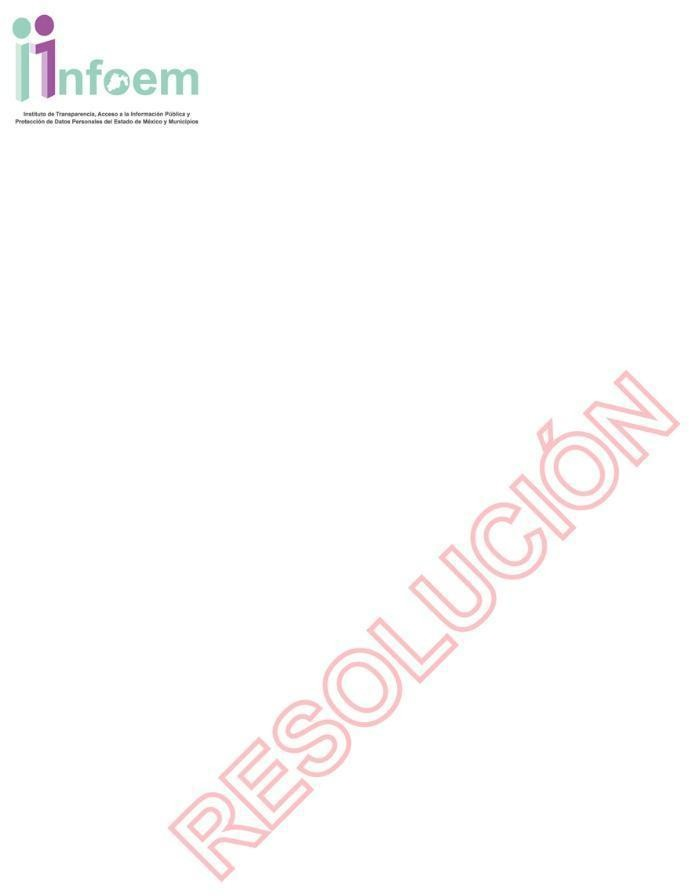 infoem
Instituto de Transparencia, Acceso a la Información Pública y
Protección de Datos Personales del Estado de México y Municipios
RESOLUCIÓN